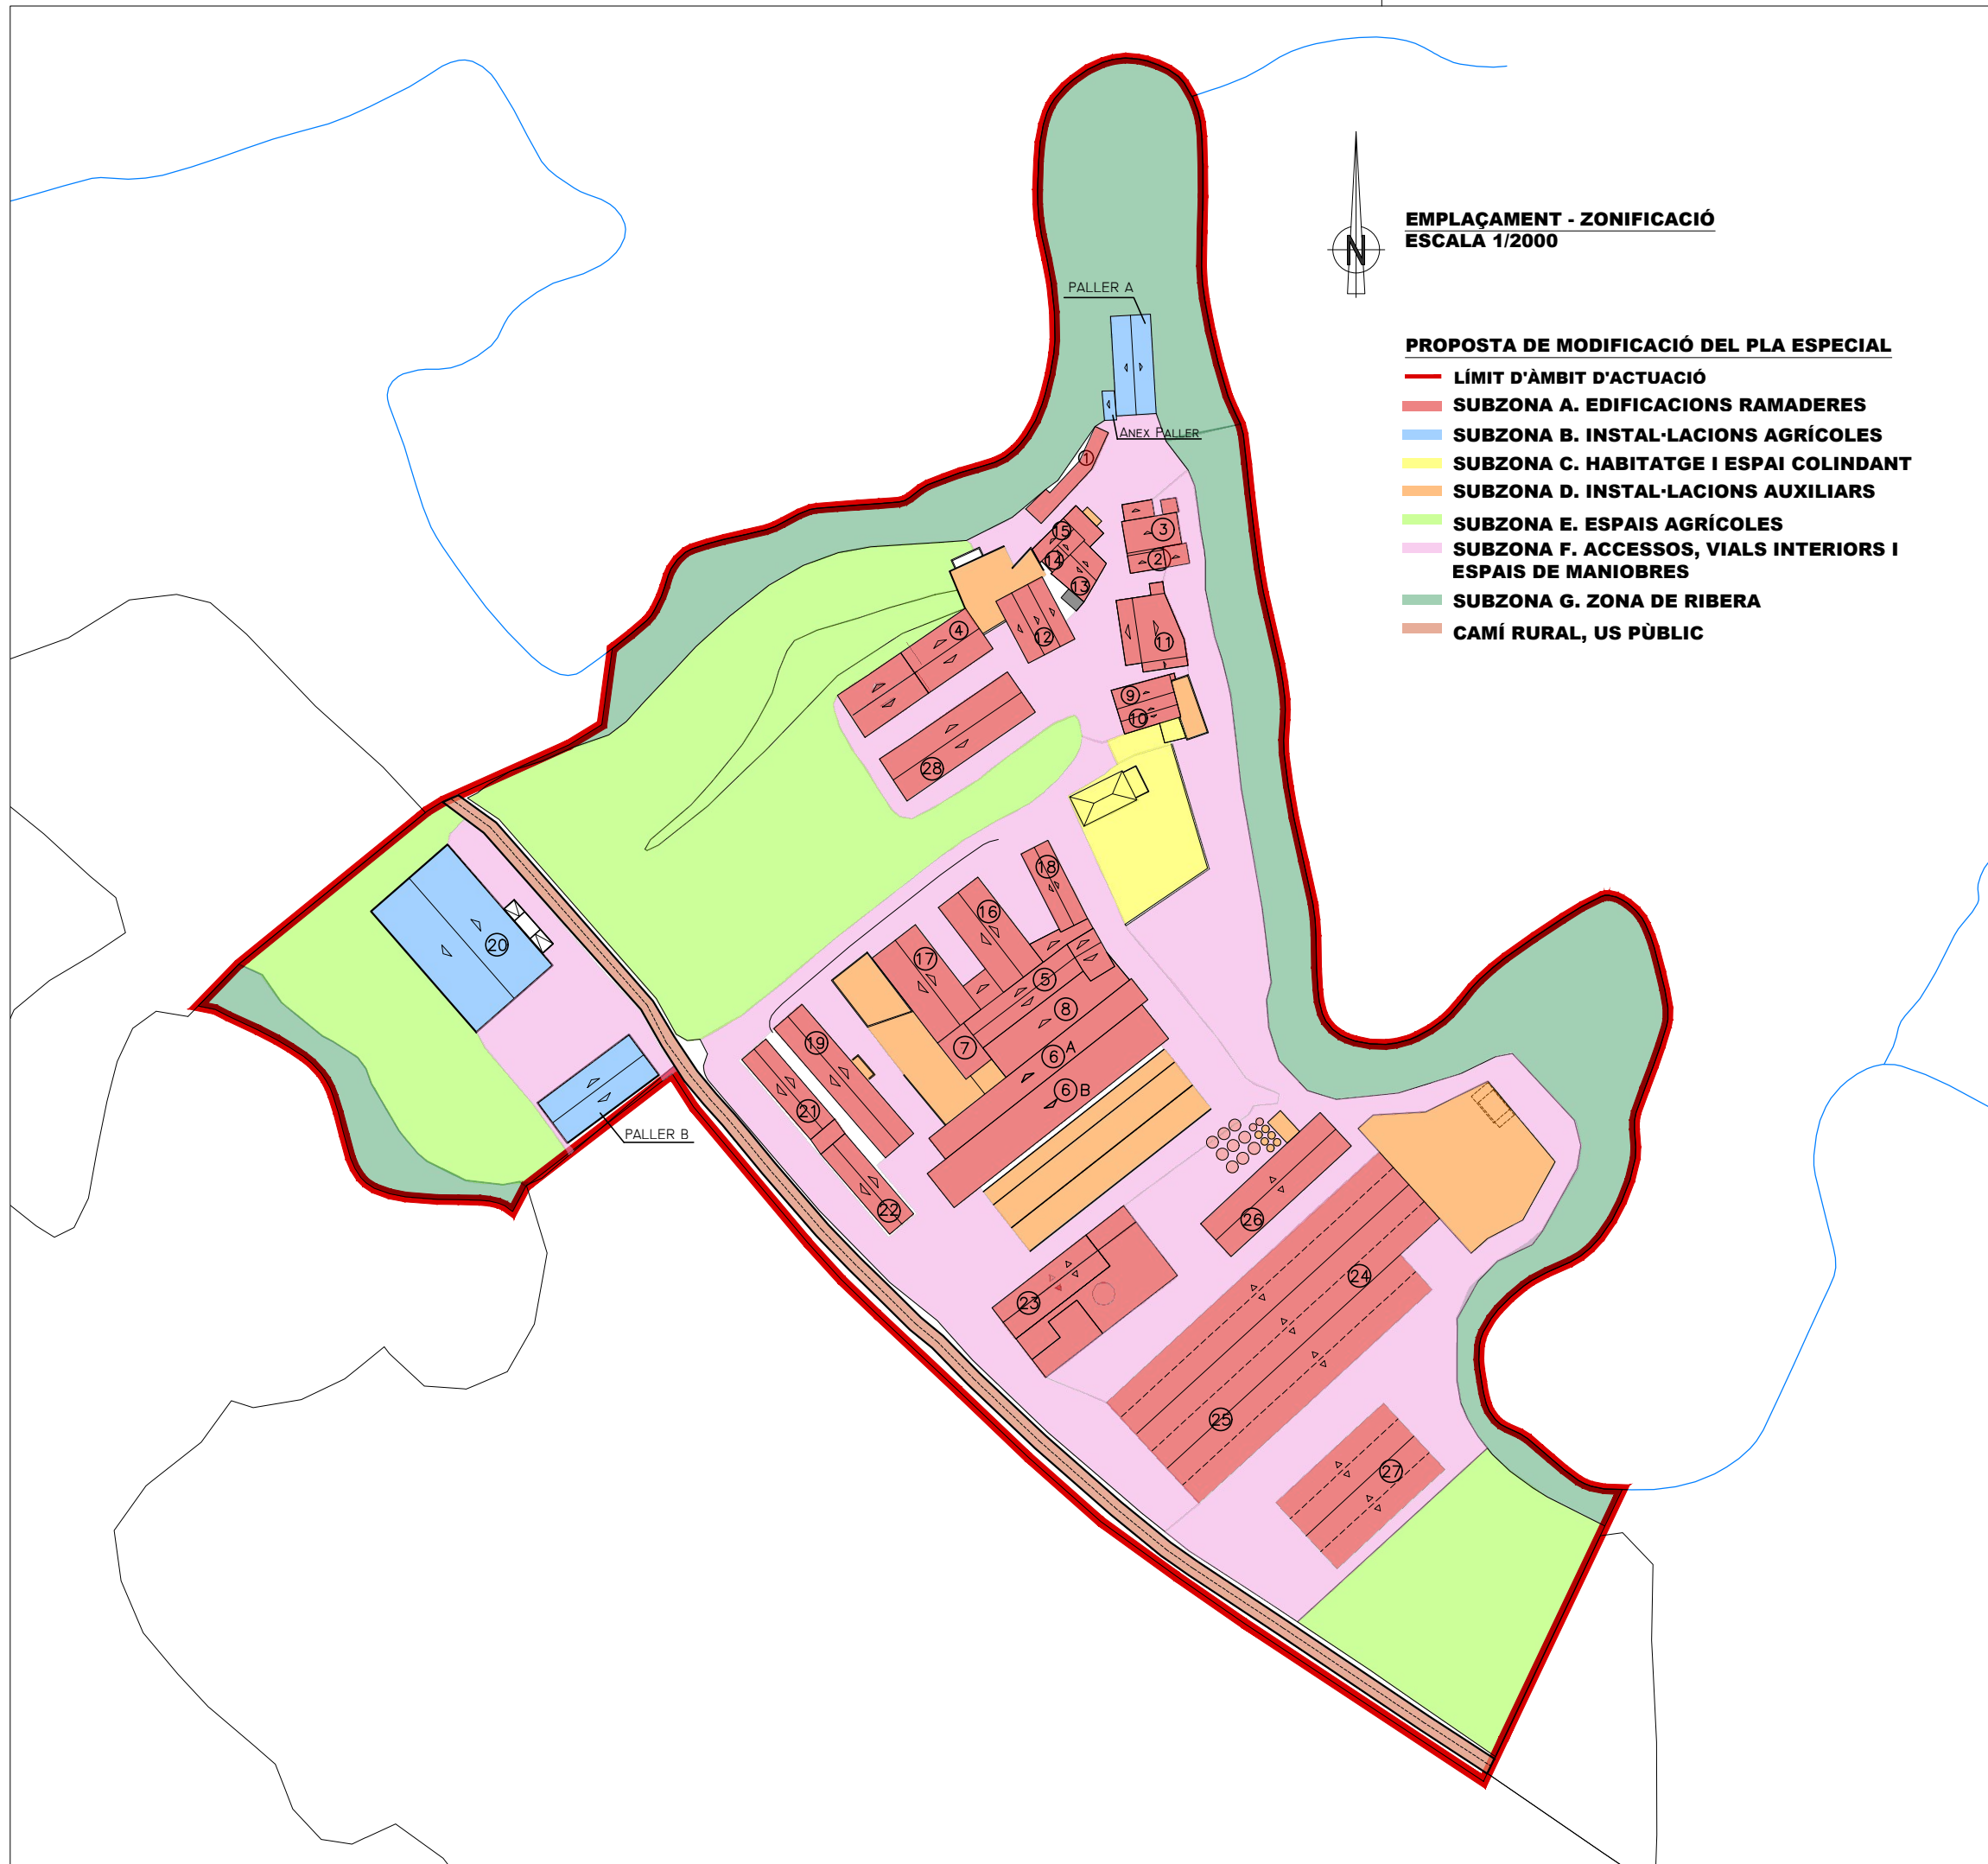 EMPLAÇAMENT - ZONIFICACIÓ
ESCALA 1/2000
N
PROPOSTA DE MODIFICACIÓ DEL PLA ESPECIAL
LÍMIT D'ÀMBIT D'ACTUACIÓ
SUBZONA A. EDIFICACIONS RAMADERES
SUBZONA B. INSTAL·LACIONS AGRÍCOLES
SUBZONA C. HABITATGE I ESPAI COLINDANT
SUBZONA D. INSTAL·LACIONS AUXILIARS
SUBZONA E. ESPAIS AGRÍCOLES
SUBZONA F. ACCESSOS, VIALS INTERIORS I
ESPAIS DE MANIOBRES
SUBZONA G. ZONA DE RIBERA
CAMÍ RURAL, US PÙBLIC
PALLER A
ANEX PALLER
1
15
3
14
2
13
4
12
11
9
10
28
18
16
20
17
5
8
19
7
6 A
6 B
21
PALLER B
22
26
24
23
25
27